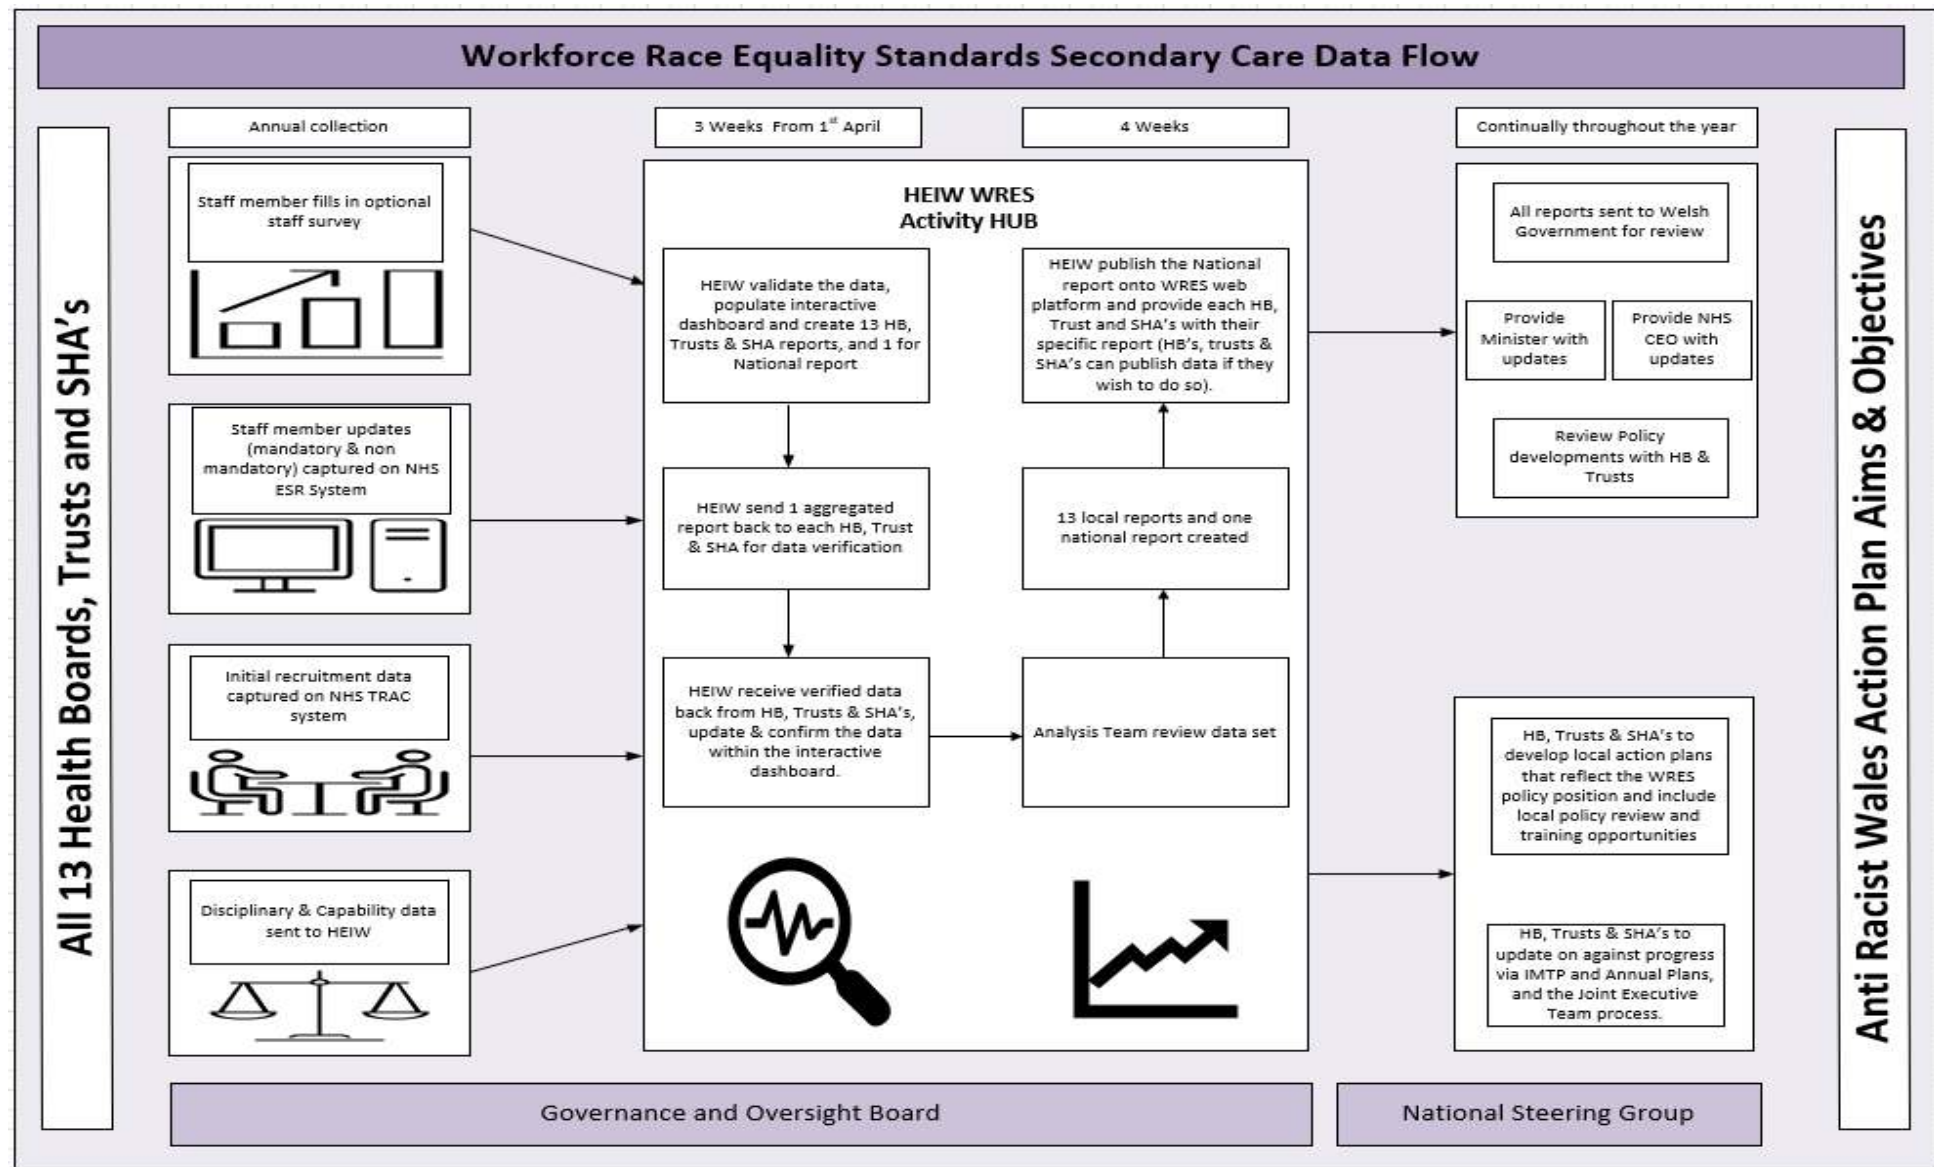 Workforce Race Equality Standards Secondary Care Data Flow
All 13 Health Boards, Trusts and SHA's
Annual collection
Staff member fills in optional
staff survey
Staff member updates
(mandatory & non
mandatory) captured on NHS
ESR System
Initial recruitment data
captured on NHS TRAC
system
Disciplinary & Capability data
sent to HEIW
3 Weeks From 1st April
4 Weeks
HEIW WRES
Activity HUB
HEIW validate the data,
populate interactive
dashboard and create 13 HB,
Trusts & SHA reports, and 1 for
National report
HEIW send 1 aggregated
report back to each HB, Trust
& SHA for data verification
HEIW receive verified data
back from HB, Trusts & SHA's,
update & confirm the data
within the interactive
dashboard.
Analysis Team review data set
13 local reports and one
national report created
HEIW publish the National
report onto WRES web
platform and provide each HB,
Trust and SHA's with their
specific report (HB's, trusts &
SHA's can publish data if they
wish to do so).
Continually throughout the year
All reports sent to Welsh
Government for review
Provide
Minister with
updates
Provide NHS
CEO with
updates
Review Policy
developments with HB &
Trusts
HB, Trusts & SHA's to
develop local action plans
that reflect the WRES
policy position and include
local policy review and
training opportunities
HB, Trusts & SHA's to
update on against progress
via IMTP and Annual Plans,
and the Joint Executive
Team process.
Anti Racist Wales Action Plan Aims & Objectives
Governance and Oversight Board
National Steering Group